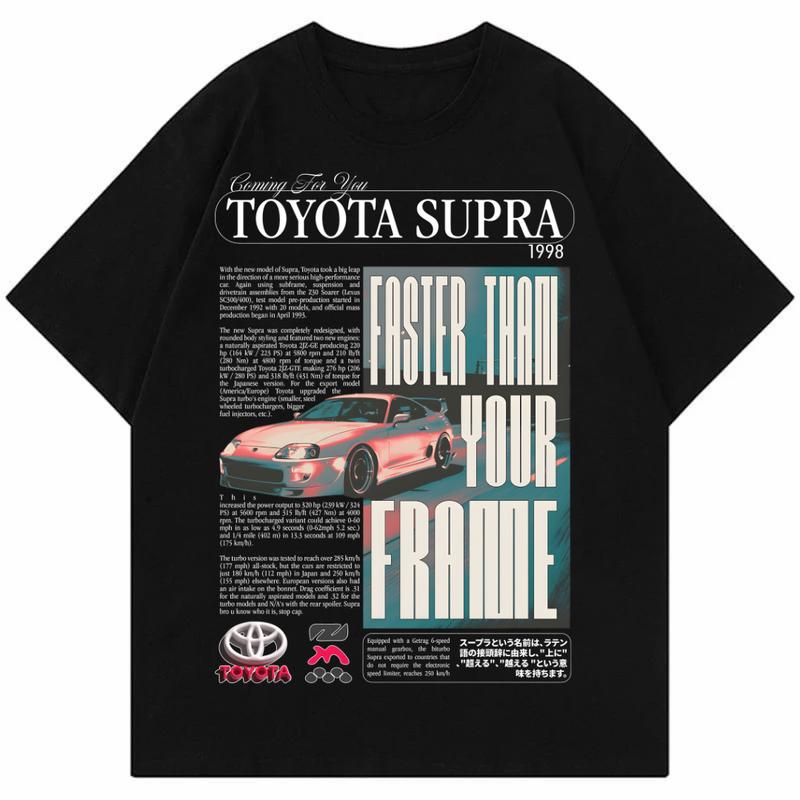 Coming For You
TOYOTA SUPRA
1998
With the new model of Supra, Toyota took a big leap
in the direction of a more serious high-performance
car. Again using subframe, suspension and
drivetrain assemblies from the Z30 Soarer (Lexus
SC300/400), test model pre-production started in
December 1992 with 20 models, and official mass
production began in April 1993.
The new Supra was completely redesigned, with
rounded body styling and featured two new engines:
a naturally aspirated Toyota 2JZ-GE producing 220
hp (164 kW / 223 PS) at 5800 rpm and 210 lb/ft
(280 Nm) at 4800 rpm of torque and a twin
turbocharged Toyota 2JZ-GTE making 276 hp (206
kW / 280 PS) and 318 lb/ft (431 Nm) of torque for
the Japanese version. For the export model
(America/Europe) Toyota upgraded the
Supra turbo's engine (smaller, steel
wheeled turbochargers, bigger
fuel injectors, etc.).
This
increased the power output to 320 hp (239 kW / 324
PS) at 5600 rpm and 315 lb/ft (427 Nm) at 4000
rpm. The turbocharged variant could achieve 0-60
mph in as low as 4.9 seconds (0-62mph 5.2 sec.)
and 1/4 mile (402 m) in 13.3 seconds at 109 mph
(175 km/h).
The turbo version was tested to reach over 285 km/h
(177 mph) all-stock, but the cars are restricted to
just 180 km/h (112 mph) in Japan and 250 km/h
(155 mph) elsewhere. European versions also had
an air intake on the bonnet. Drag coefficient is .31
for the naturally aspirated models and .32 for the
turbo models and N/A's with the rear spoiler. Supra
bro u know who it is, stop cap.
FASTER THAN
YOUR
FRAME
TOYOTA
Equipped with a Getrag 6-speed
manual gearbox, the biturbo
Supra exported to countries that
do not require the electronic
speed limiter, reaches 250 km/h
スープラという名前は、ラテン
語の接頭辞に由来し、"上に"
、"超える"、"越える "という意
味を持ちます。